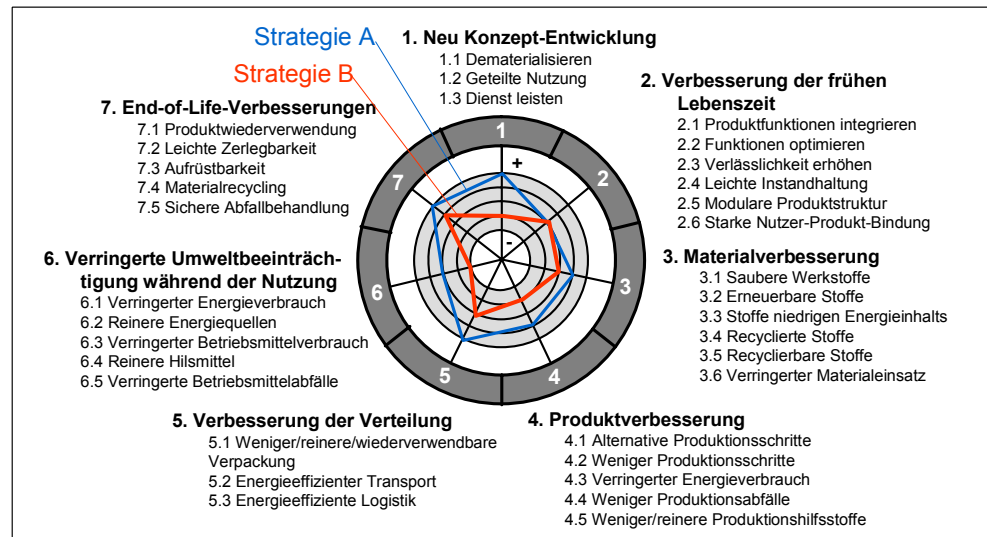 Strategie A
Strategie B
1. Neu Konzept-Entwicklung
1.1 Dematerialisieren
1.2 Geteilte Nutzung
1.3 Dienst leisten
2. Verbesserung der frühen
Lebenszeit
2.1 Produktfunktionen integrieren
2.2 Funktionen optimieren
2.3 Verlässlichkeit erhöhen
2.4 Leichte Instandhaltung
2.5 Modulare Produktstruktur
2.6 Starke Nutzer-Produkt-Bindung
3. Materialverbesserung
3.1 Saubere Werkstoffe
3.2 Erneuerbare Stoffe
3.3 Stoffe niedrigen Energieinhalts
3.4 Recyclierte Stoffe
3.5 Recyclierbare Stoffe
3.6 Verringerter Materialeinsatz
4. Produktverbesserung
4.1 Alternative Produktionsschritte
4.2 Weniger Produktionsschritte
4.3 Verringerter Energieverbrauch
4.4 Weniger Produktionsabfälle
4.5 Weniger/reinere Produktionshilfsstoffe
5. Verbesserung der Verteilung
5.1 Weniger/reinere/wiederverwendbare
Verpackung
5.2 Energieeffizienter Transport
5.3 Energieeffiziente Logistik
6. Verringerte Umweltbeeinträch-
tigung während der Nutzung
6.1 Verringerter Energieverbrauch
6.2 Reinere Energiequellen
6.3 Verringerter Betriebsmittelverbrauch
6.4 Reinere Hilsmittel
6.5 Verringerte Betriebsmittelabfälle
7. End-of-Life-Verbesserungen
7.1 Produktwiederverwendung
7.2 Leichte Zerlegbarkeit
7.3 Aufrüstbarkeit
7.4 Materialrecycling
7.5 Sichere Abfallbehandlung
1
2
3
4
5
6
7
+
-